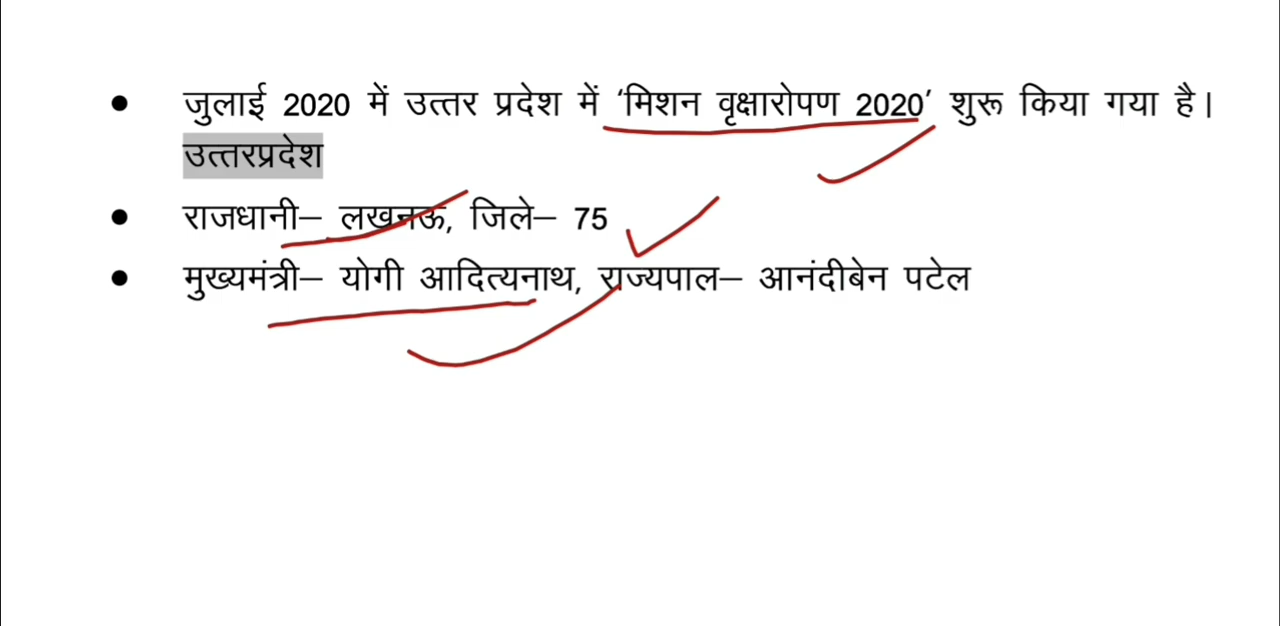 • जुलाई 2020 में उत्तर प्रदेश में ‘मिशन वृक्षारोपण 2020’ शुरू किया गया है।
उत्तरप्रदेश
• राजधानी– लखनऊ, जिले– 75
• मुख्यमंत्री– योगी आदित्यनाथ, राज्यपाल– आनंदीबेन पटेल